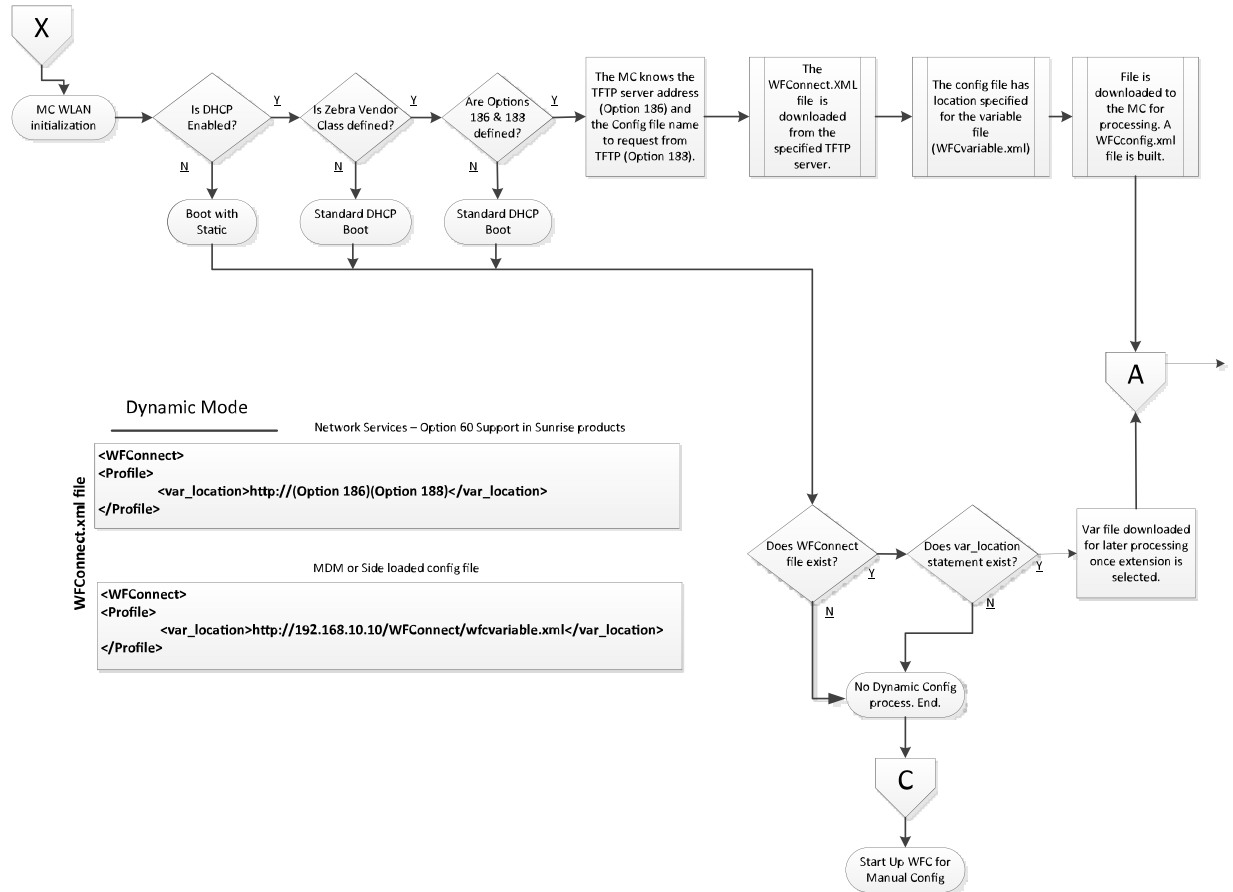 X
MC WLAN
initialization
Is DHCP
Enabled?
Y
N
Is Zebra Vendor
Class defined?
Y
N
Are Options
186 & 188
defined?
Y
N
The MC knows the
TFTP server address
(Option 186) and
the Config file name
to request from
TFTP (Option 188).
The
WFConnect.XML
file is
downloaded
from the
specified TFTP
server.
The config file has
location specified
for the variable
file
(WFCvariable.xml)
File is
downloaded to
the MC for
processing. A
WFCconfig.xml
file is built.
Boot with
Static
Standard DHCP
Boot
Standard DHCP
Boot
A
Dynamic Mode
Network Services – Option 60 Support in Sunrise products
WFConnect.xml file
<WFConnect>
<Profile>
<var_location>http://(Option 186)(Option 188)</var_location>
</Profile>
MDM or Side loaded config file
<WFConnect>
<Profile>
<var_location>http://192.168.10.10/WFConnect/wfcvariable.xml</var_location>
</Profile>
Does WFConnect
file exist?
Y
N
Does var_location
statement exist?
Y
N
Var file downloaded
for later processing
once extension is
selected.
No Dynamic Config
process. End.
C
Start Up WFC for
Manual Config